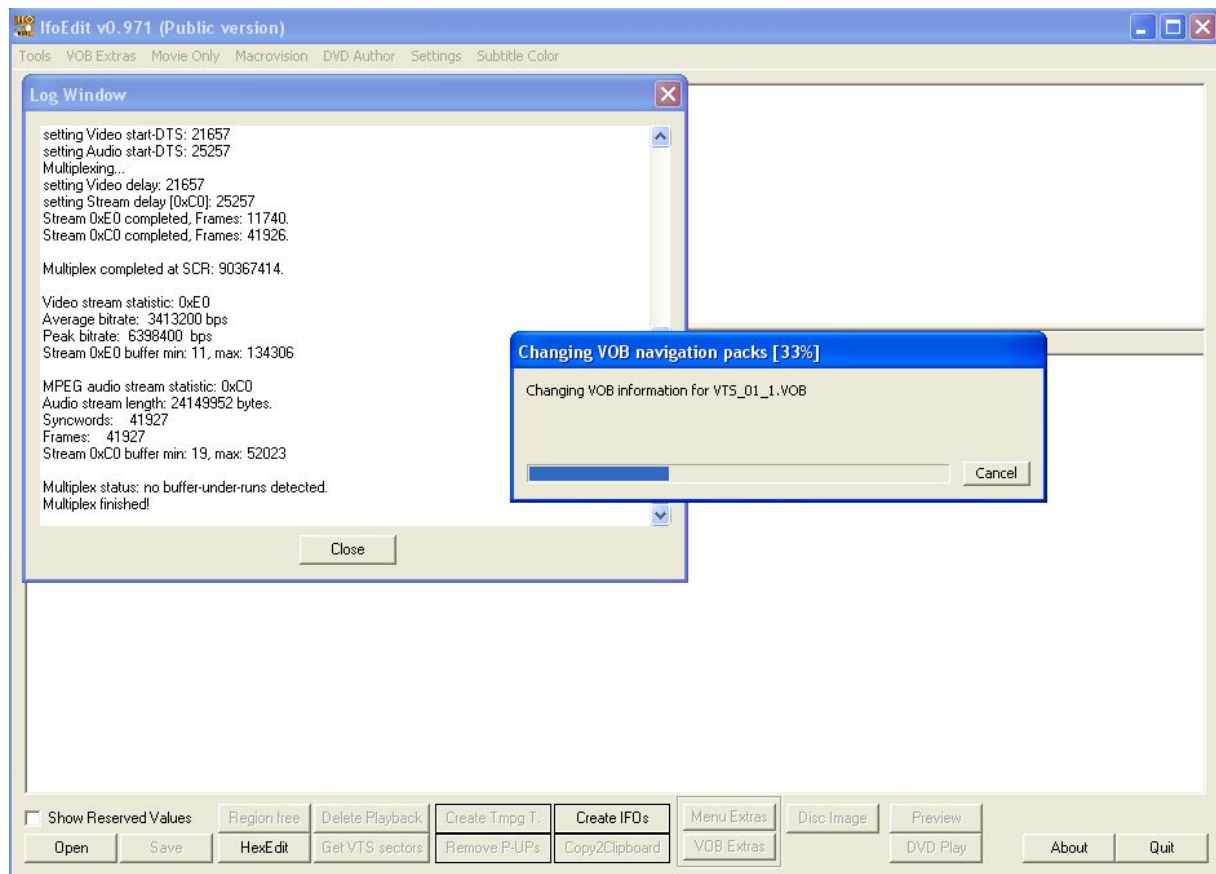 IfoEdit v0.971 (Public version)
Tools VOB Extras Movie Only Macrovision DVD Author Settings Subtitle Color
Log Window
setting Video start-DTS: 21657
setting Audio start-DTS: 25257
Multiplexing...
setting Video delay: 21657
setting Stream delay [0xC0]: 25257
Stream 0xE0 completed, Frames: 11740.
Stream 0xC0 completed, Frames: 41926.
Multiplex completed at SCR: 90367414.
Video stream statistic: 0xE0
Average bitrate: 3413200 bps
Peak bitrate: 6398400 bps
Stream 0xE0 buffer min: 11, max: 134306
MPEG audio stream statistic: 0xC0
Audio stream length: 24149952 bytes.
Syncwords: 41927
Frames: 41927
Stream 0xC0 buffer min: 19, max: 52023
Multiplex status: no buffer-under-runs detected.
Multiplex finished!
Close
Changing VOB navigation packs [33%]
Changing VOB information for VTS_01_1.VOB
Cancel
Show Reserved Values Region free Delete Playback Create Tmpg T. Create IFOs Menu Extras Disc Image Preview
Open Save HexEdit Get VTS sectors Remove P-UPs Copy2Clipboard VOB Extras DVD Play About Quit